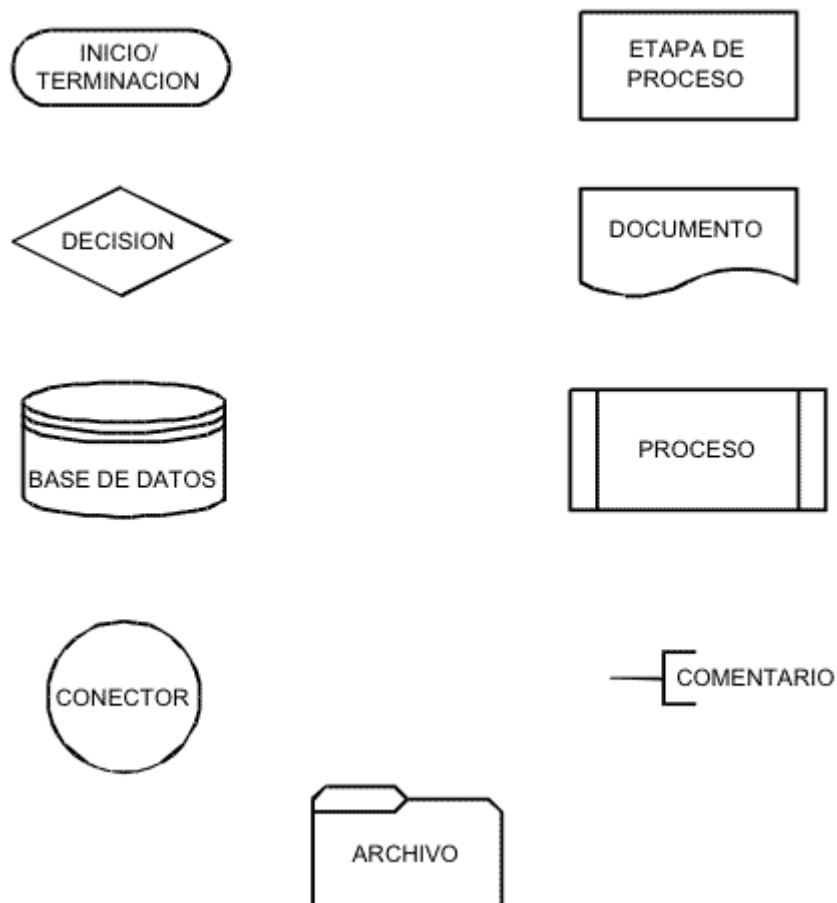 INICIO/
TERMINACION
ETAPA DE
PROCESO
DECISION
DOCUMENTO
BASE DE DATOS
PROCESO
CONECTOR
COMENTARIO
ARCHIVO